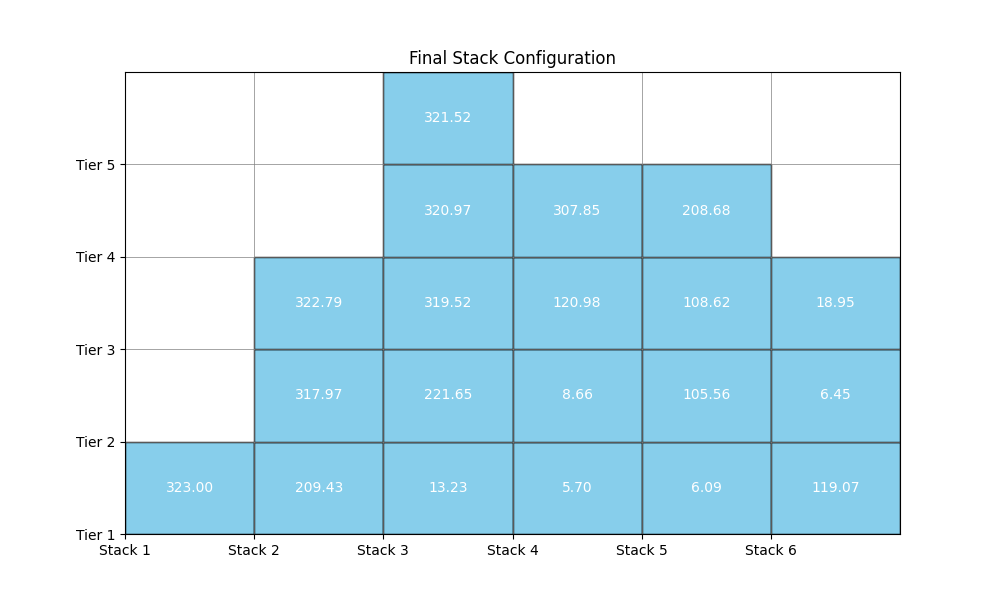 Final Stack Configuration
321.52
Tier 5
320.97 307.85 208.68
Tier 4
322.79 319.52 120.98 108.62 18.95
Tier 3
317.97 221.65 8.66 105.56 6.45
Tier 2
323.00 209.43 13.23 5.70 6.09 119.07
Tier 1
Stack 1 Stack 2 Stack 3 Stack 4 Stack 5 Stack 6